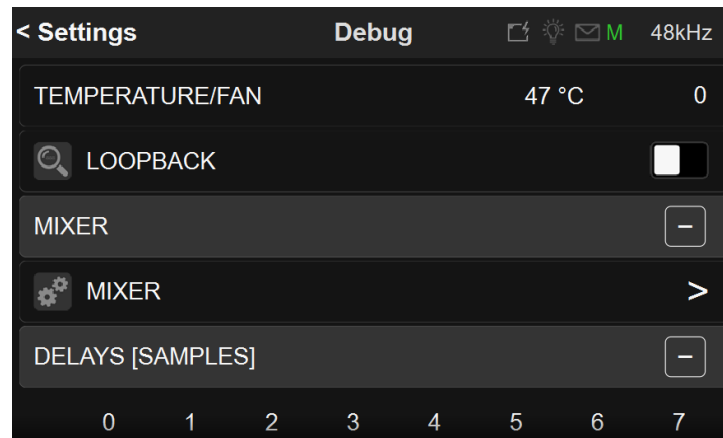 < Settings Debug M 48kHz
TEMPERATURE/FAN 47 °C 0
LOOPBACK
MIXER −
MIXER >
DELAYS [SAMPLES] −
0 1 2 3 4 5 6 7